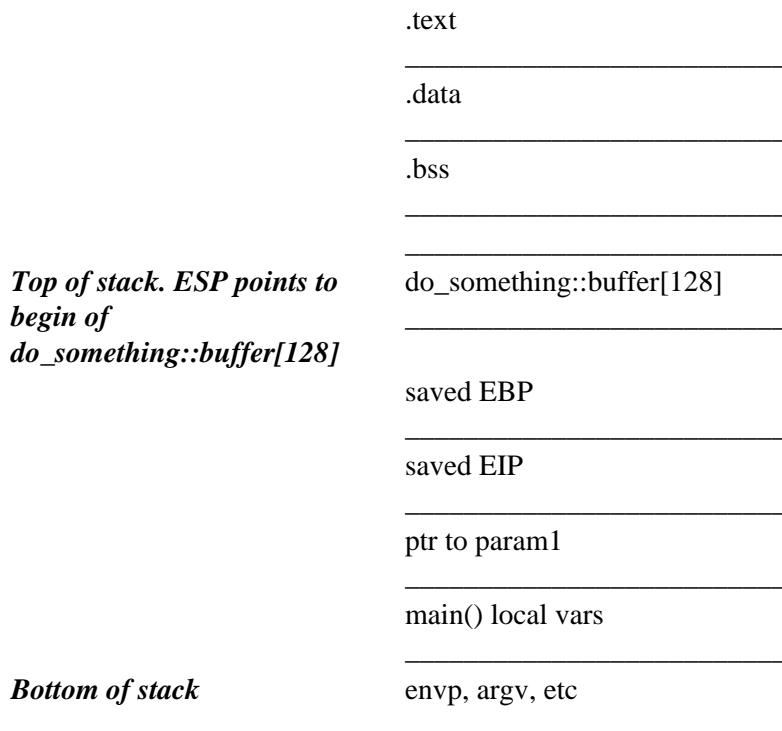 .text
.data
.bss
Top of stack. ESP points to
do_something::buffer[128]
begin of
do_something::buffer[128]
saved EBP
saved EIP
ptr to param1
main() local vars
Bottom of stack
envp, argv, etc